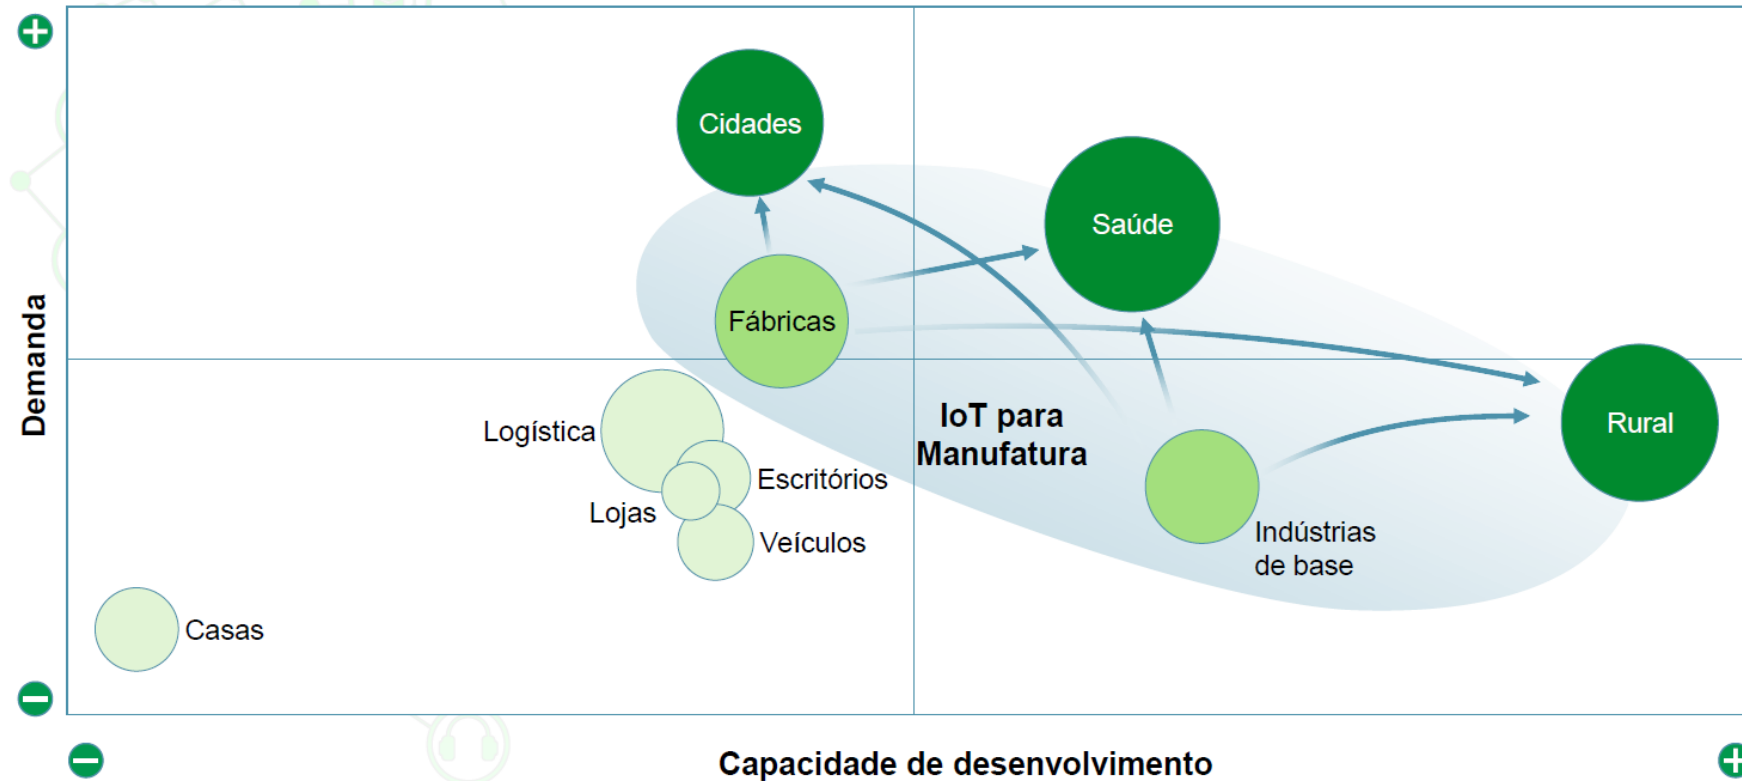 Cidades
Saúde
Fábricas
Demanda
IoT para
Manufatura
Rural
Logística
Escritórios
Lojas
Veículos
Indústrias
de base
Casas
Capacidade de desenvolvimento